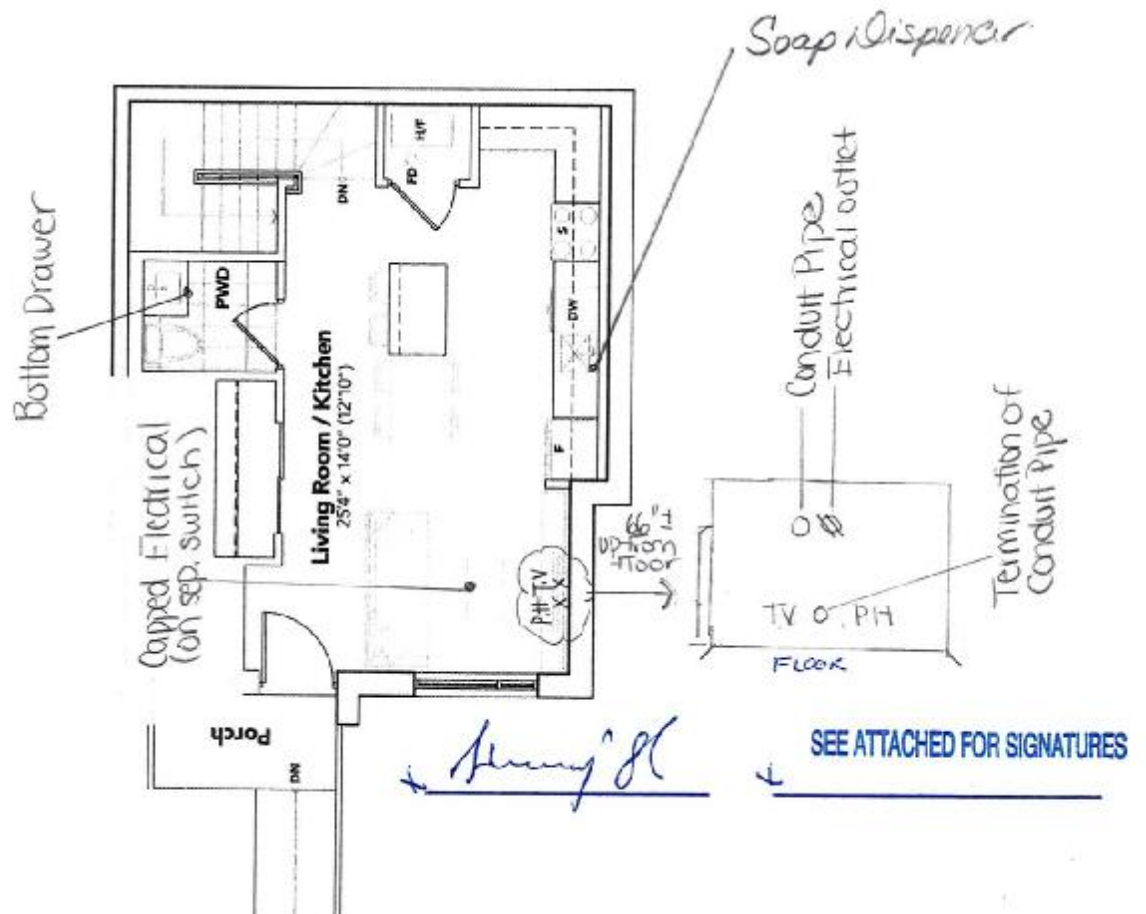 Soap Dispenser
Bottom Drawer
Conduit Pipe
Electrical outlet
Termination of
Conduit Pipe
Capped Electrical
(on sep. switch)
PWD
DN
FD
H/F
S
DW
F
Living Room / Kitchen
25'4" x 14'0" (12'10")
PH TV
X X
66"±
up from
floor
TV O PH
FLOOR
Porch
DN
SEE ATTACHED FOR SIGNATURES